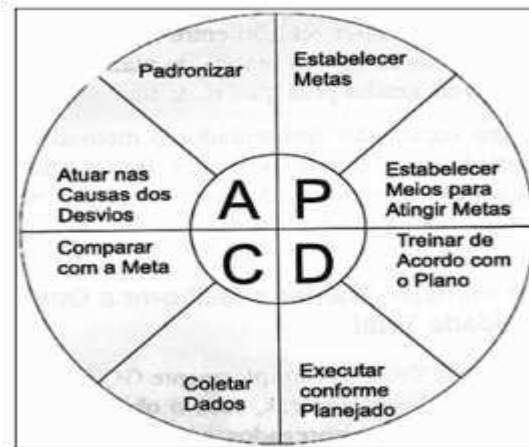 Padronizar
Estabelecer
Metas
Atuar nas
Causas dos
Desvios
Estabelecer
Meios para
Atingir Metas
A P
C D
Comparar
com a Meta
Treinar de
Acordo com
o Plano
Coletar
Dados
Executar
conforme
Planejado